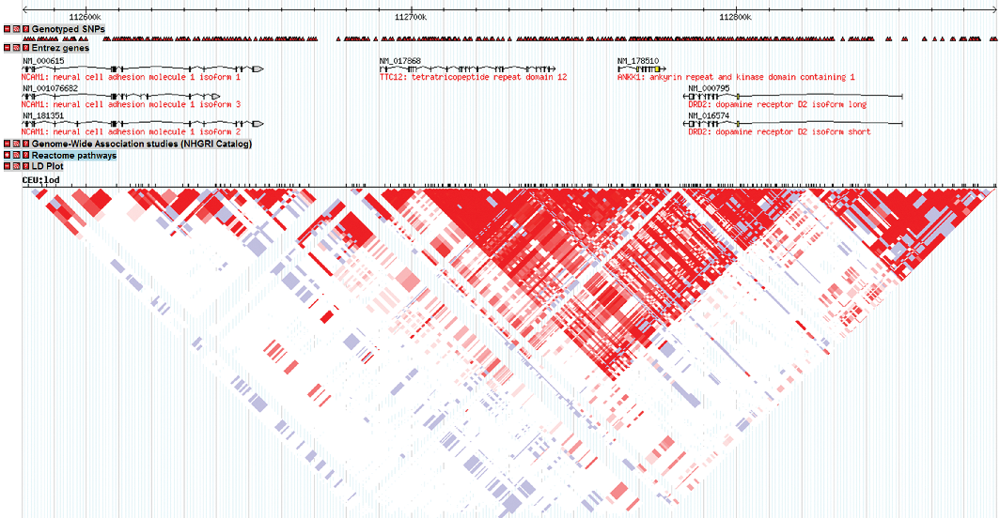 112600k 112700k 112800k
Genotyped SNPs
Entrez genes
NM_000615 NM_017868 NM_178510
NCAM1: neural cell adhesion molecule 1 isoform 1 TTC12: tetratricopeptide repeat domain 12 ANKK1: ankyrin repeat and kinase domain containing 1
NM_001076682 NM_000795
NCAM1: neural cell adhesion molecule 1 isoform 3 DRD2: dopamine receptor D2 isoform long
NM_181351 NM_016574
NCAM1: neural cell adhesion molecule 1 isoform 2 DRD2: dopamine receptor D2 isoform short
Genome-Wide Association studies (NHGRI Catalog)
Reactome pathways
LD Plot
CEU:lod